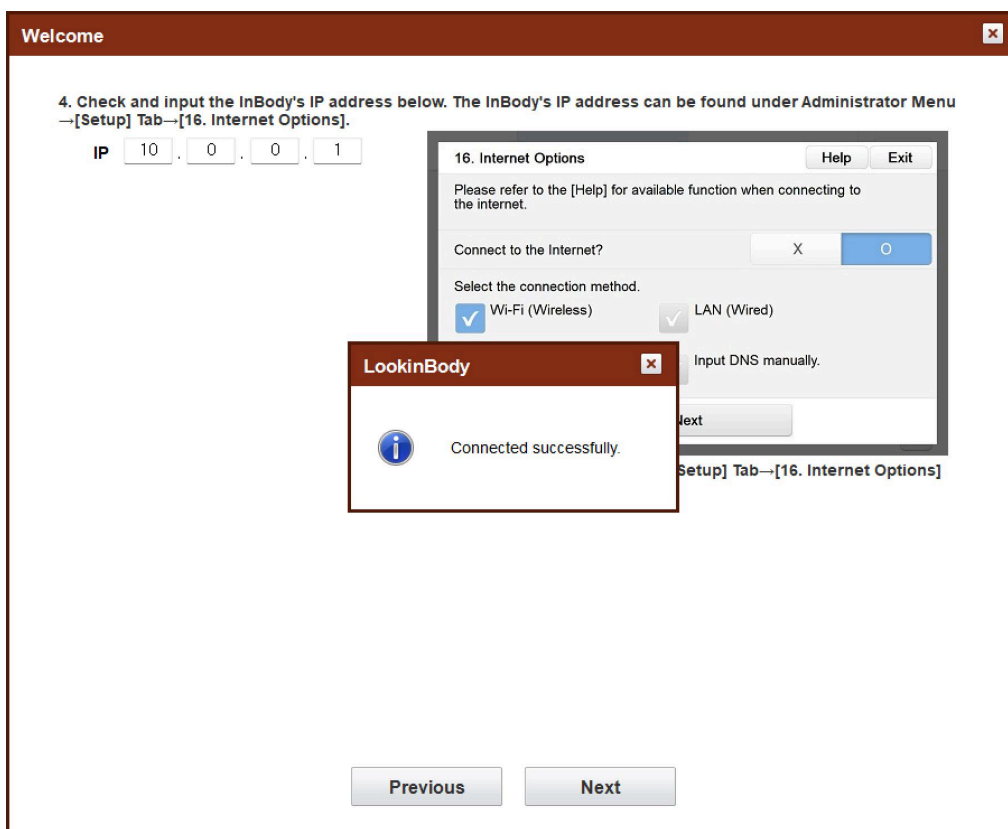 Welcome
4. Check and input the InBody's IP address below. The InBody's IP address can be found under Administrator Menu
→[Setup] Tab→[16. Internet Options].
IP 10 . 0 . 0 . 1
16. Internet Options Help Exit
Please refer to the [Help] for available function when connecting to
the internet.
Connect to the Internet? X O
Select the connection method.
Wi-Fi (Wireless) LAN (Wired)
Input DNS manually.
LookinBody
Connected successfully.
Setup] Tab→[16. Internet Options]
Previous Next